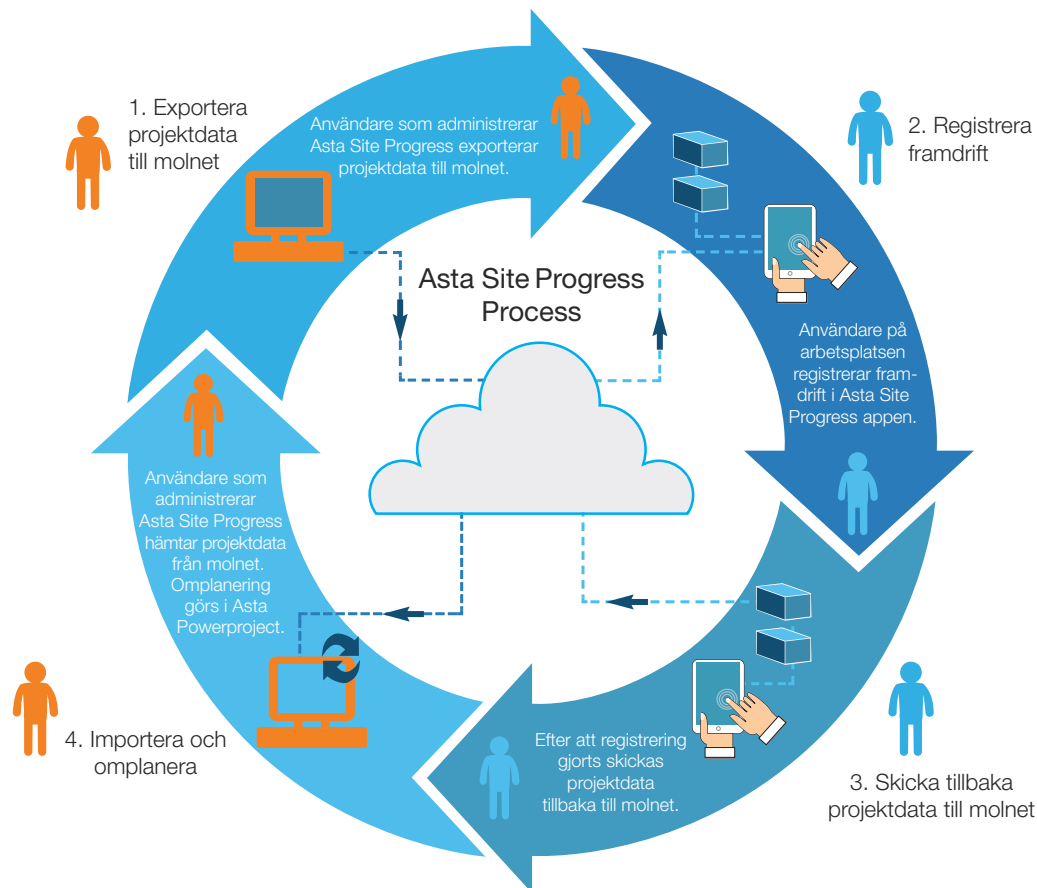 Asta Site Progress
Process
1. Exportera
projektdata
till molnet
Användare som administrerar
Asta Site Progress exporterar
projektdata till molnet.
2. Registrera
framdrift
Användare på
arbetsplatsen
registrerar fram-
drift i Asta Site
Progress appen.
3. Skicka tillbaka
projektdata till molnet
Efter att registrering
gjorts skickas
projektdata
tillbaka till molnet.
4. Importera och
omplanera
Användare som
administrerar
Asta Site Progress
hämtar projektdata
från molnet.
Omplanering
görs i Asta
Powerproject.